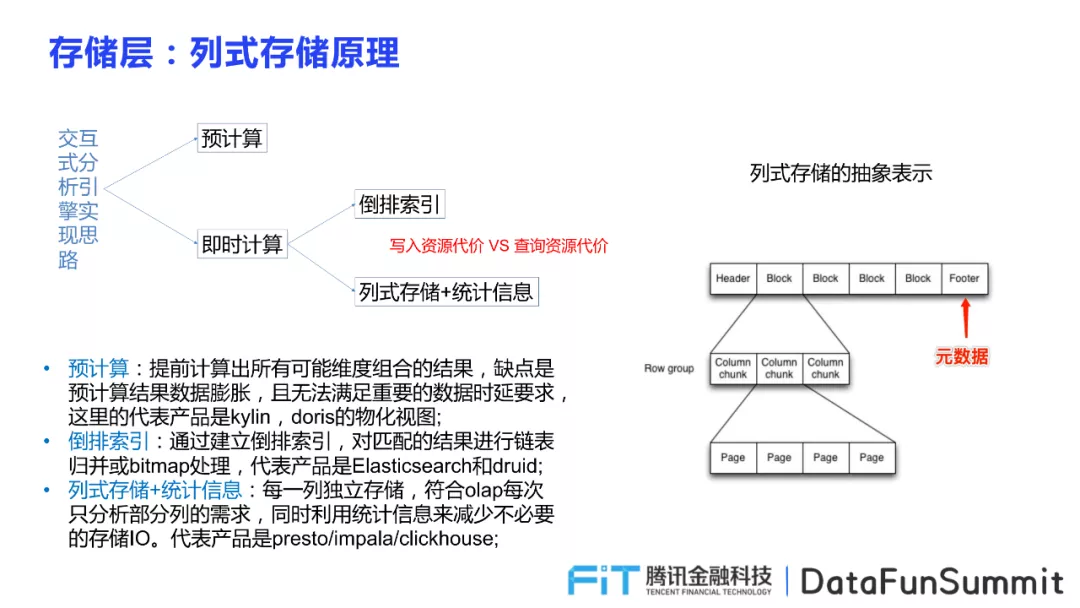 存储层：列式存储原理
交互
式分
析引
擎实
现思
路
预计算
即时计算
倒排索引
写入资源代价 VS 查询资源代价
列式存储+统计信息
• 预计算：提前计算出所有可能维度组合的结果，缺点是
预计算结果数据膨胀，且无法满足重要的数据时延要求，
这里的代表产品是kylin，doris的物化视图;
• 倒排索引：通过建立倒排索引，对匹配的结果进行链表
归并或bitmap处理，代表产品是Elasticsearch和druid;
• 列式存储+统计信息：每一列独立存储，符合olap每次
只分析部分列的需求，同时利用统计信息来减少不必要
的存储IO。代表产品是presto/impala/clickhouse;
列式存储的抽象表示
Header Block Block Block Block Footer
元数据
Row group
Column chunk Column chunk Column chunk
Page Page Page Page
FiT 腾讯金融科技 DataFunSummit
TENCENT FINANCIAL TECHNOLOGY